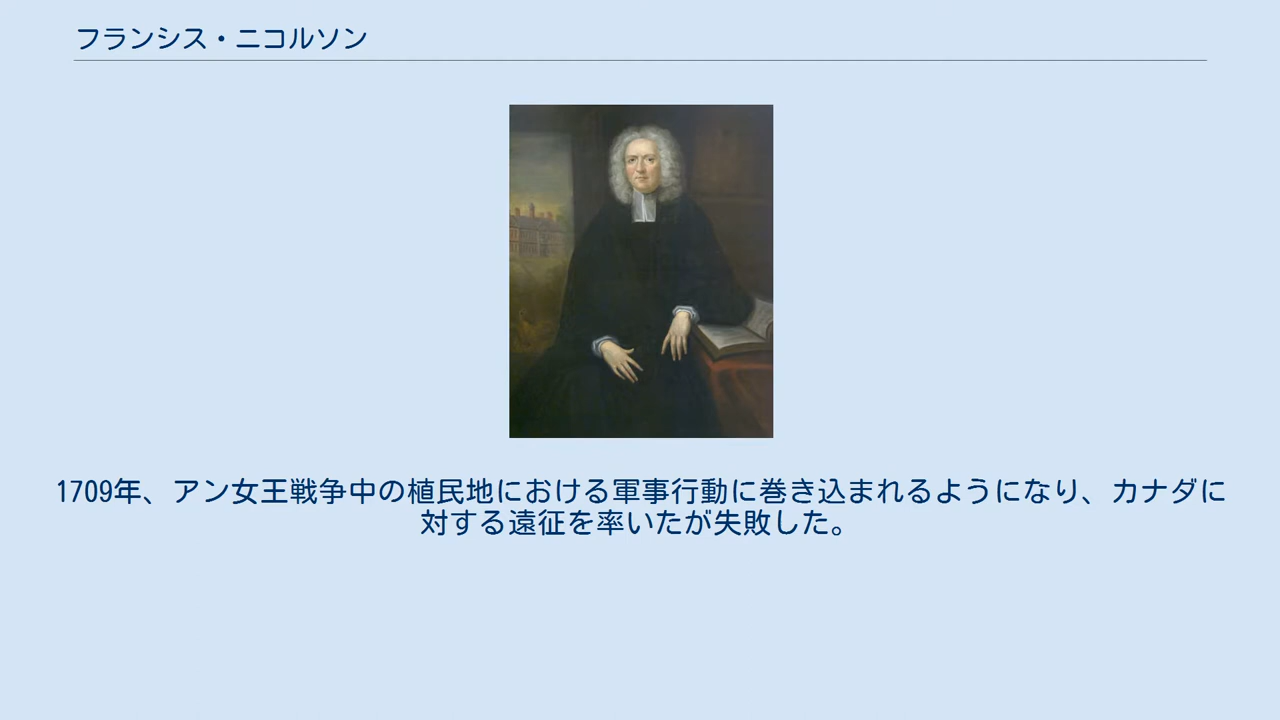 フランシス・ニコルソン
1709年、アン女王戦争中の植民地における軍事行動に巻き込まれるようになり、カナダに
対する遠征を率いたが失敗した。